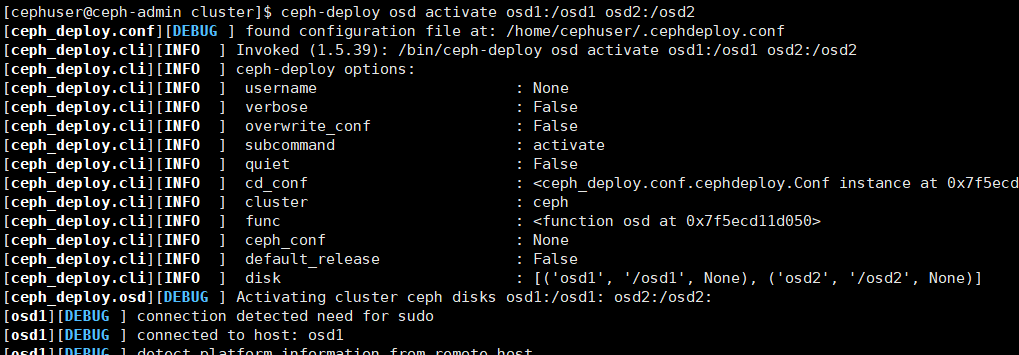 [cephuser@ceph-admin cluster]$ ceph-deploy osd activate osd1:/osd1 osd2:/osd2
[ceph_deploy.conf][DEBUG ] found configuration file at: /home/cephuser/.cephdeploy.conf
[ceph_deploy.cli][INFO  ] Invoked (1.5.39): /bin/ceph-deploy osd activate osd1:/osd1 osd2:/osd2
[ceph_deploy.cli][INFO  ] ceph-deploy options:
[ceph_deploy.cli][INFO  ]  username                      : None
[ceph_deploy.cli][INFO  ]  verbose                       : False
[ceph_deploy.cli][INFO  ]  overwrite_conf                : False
[ceph_deploy.cli][INFO  ]  subcommand                    : activate
[ceph_deploy.cli][INFO  ]  quiet                         : False
[ceph_deploy.cli][INFO  ]  cd_conf                       : <ceph_deploy.conf.cephdeploy.Conf instance at 0x7f5ecd
[ceph_deploy.cli][INFO  ]  cluster                       : ceph
[ceph_deploy.cli][INFO  ]  func                          : <function osd at 0x7f5ecd11d050>
[ceph_deploy.cli][INFO  ]  ceph_conf                     : None
[ceph_deploy.cli][INFO  ]  default_release               : False
[ceph_deploy.cli][INFO  ]  disk                          : [('osd1', '/osd1', None), ('osd2', '/osd2', None)]
[ceph_deploy.osd][DEBUG ] Activating cluster ceph disks osd1:/osd1: osd2:/osd2:
[osd1][DEBUG ] connection detected need for sudo
[osd1][DEBUG ] connected to host: osd1
[osd1][DEBUG ] detect platform information from remote host